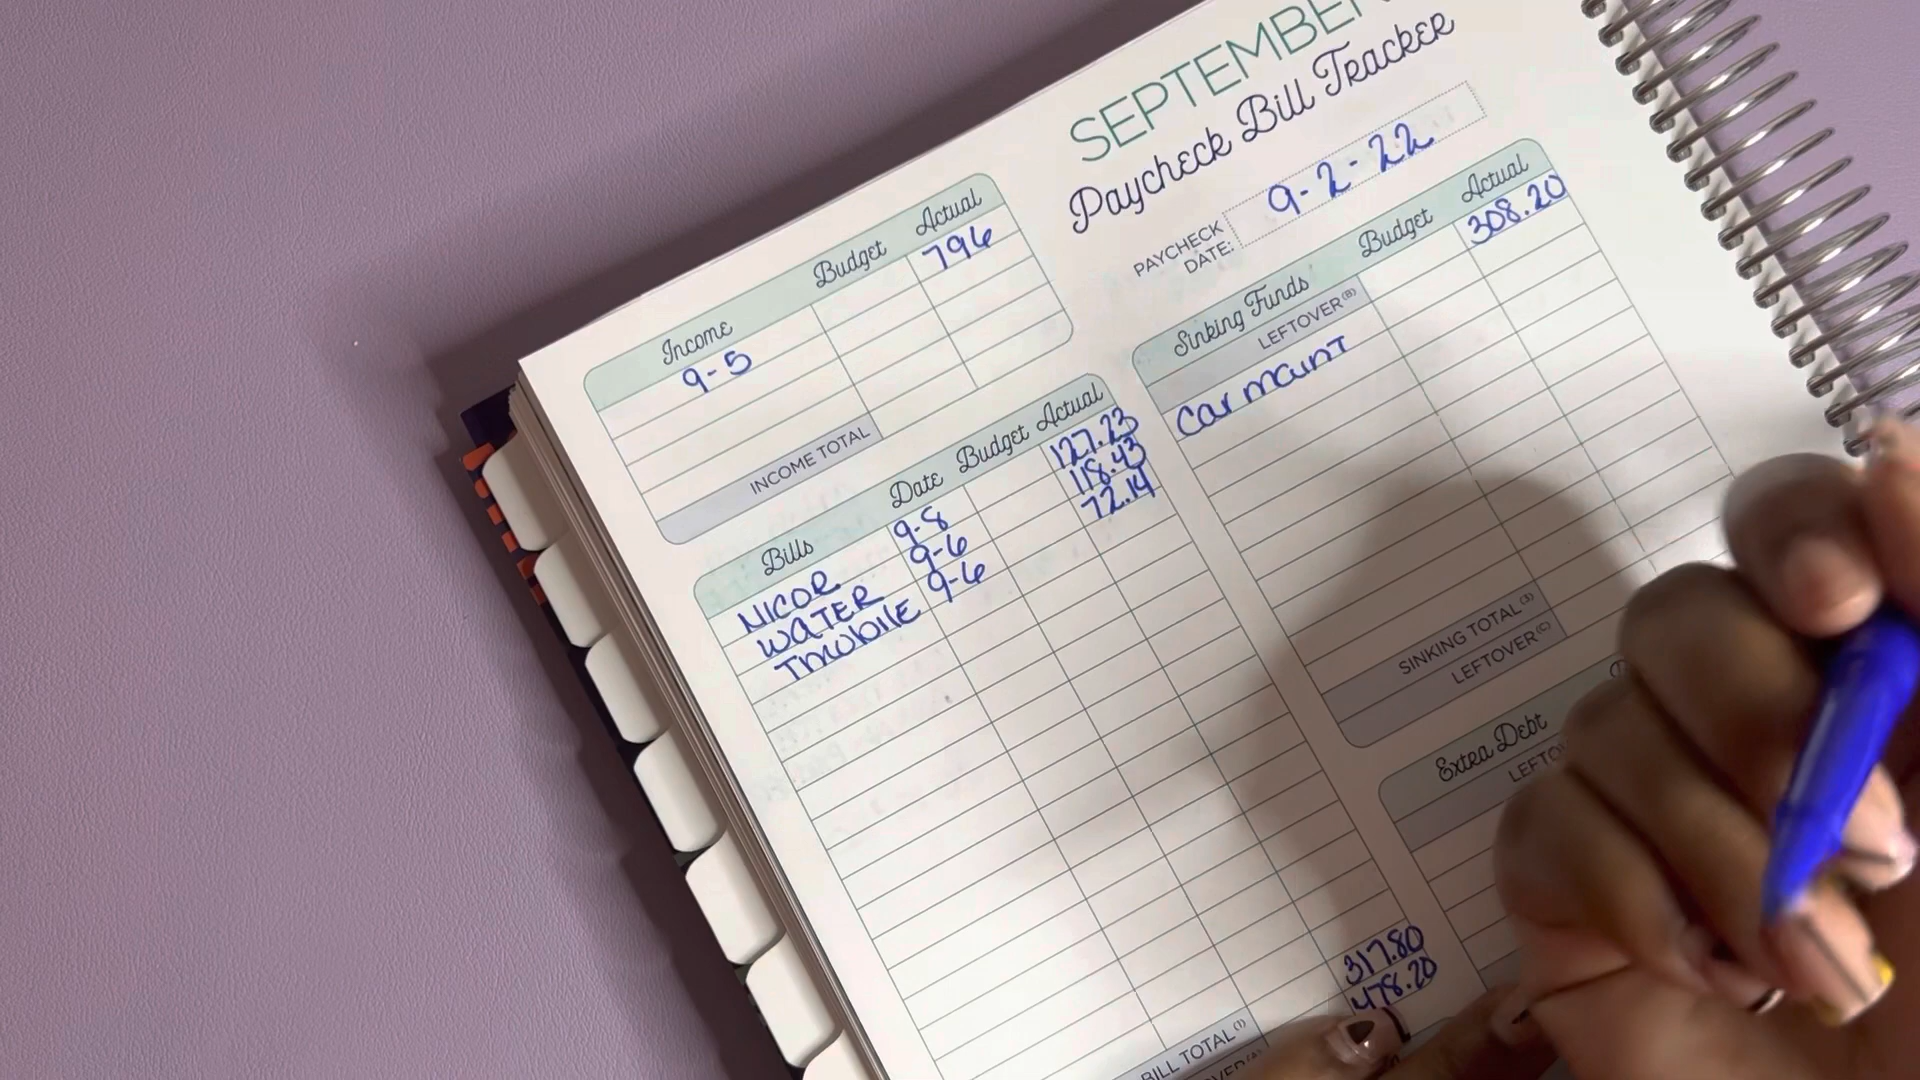 SEPTEMBER
Paycheck Bill Tracker
PAYCHECK DATE: 9-2-22
Income Budget Actual
9-5 796
INCOME TOTAL
Bills Date Budget Actual
NICOR 9-8 127.23
WATER 9-6 118.43
Tmobile 9-6 72.14
317.80
478.20
BILL TOTAL (1)
Sinking Funds Budget Actual
LEFTOVER (B) 308.20
Car maint
SINKING TOTAL (3)
LEFTOVER (C)
Extra Debt